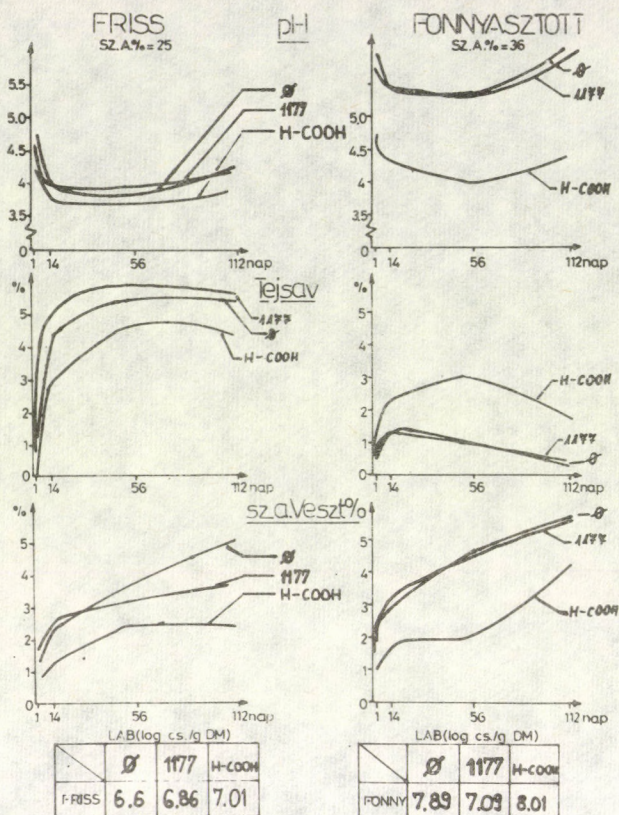 FRISS
SZ.A.%=25
pH
FONNYASZTOTT
SZ.A.%=36
5.5
5.0
4.5
4
3.5
0
1 14 56 112nap
Ø
1177
H-COOH
5.5
5.0
4.5
4
3.5
0
1 14 56 112nap
Ø
1177
H-COOH
Tejsav
%
5
4
3
2
1
0
1 14 56 112nap
1177
Ø
H-COOH
%
5
4
3
2
1
0
1 14 56 112nap
H-COOH
1177
Ø
sz.a.Veszt%
%
5
4
3
2
1
0
1 14 56 112nap
Ø
1177
H-COOH
%
5
4
3
2
1
0
1 14 56 112nap
Ø
1177
H-COOH
LAB(log cs./g DM)
Ø 1177 H-COOH
FRISS 6.6 6.86 7.01
LAB(log cs./g DM)
Ø 1177 H-COOH
FONNY 7.89 7.09 8.01